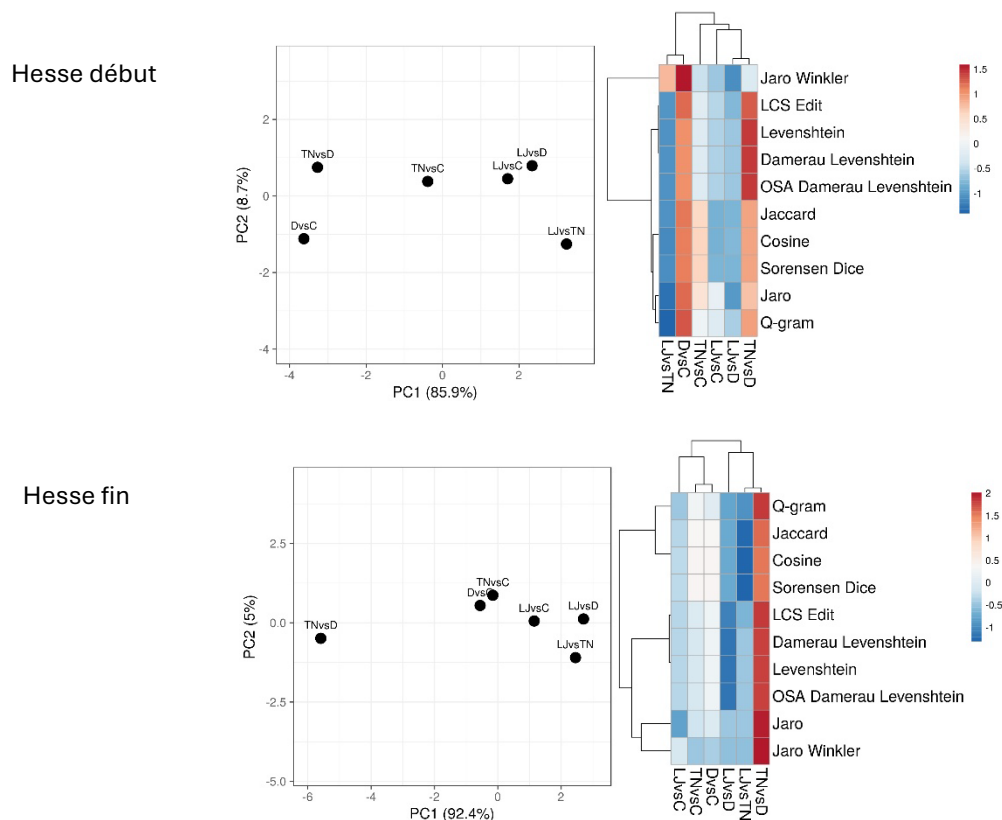 Hesse début
2
0
-2
-4
PC2 (8.7%)
TNvsD
TNvsC
LJvsC
LJvsD
DvsC
LJvsTN
-4
-2
0
2
PC1 (85.9%)
Jaro Winkler
LCS Edit
Levenshtein
Damerau Levenshtein
OSA Damerau Levenshtein
Jaccard
Cosine
Sorensen Dice
Jaro
Q-gram
LJvsTN
DvsC
TNvsC
LJvsC
LJvsD
TNvsD
1.5
1
0.5
0
-0.5
-1
Hesse fin
2.5
0.0
-2.5
-5.0
PC2 (5%)
TNvsD
TNvsC
DvsC
LJvsC
LJvsD
LJvsTN
-6
-4
-2
0
2
PC1 (92.4%)
Q-gram
Jaccard
Cosine
Sorensen Dice
LCS Edit
Damerau Levenshtein
Levenshtein
OSA Damerau Levenshtein
Jaro
Jaro Winkler
LJvsC
TNvsC
DvsC
LJvsD
LJvsTN
TNvsD
2
1.5
1
0.5
0
-0.5
-1